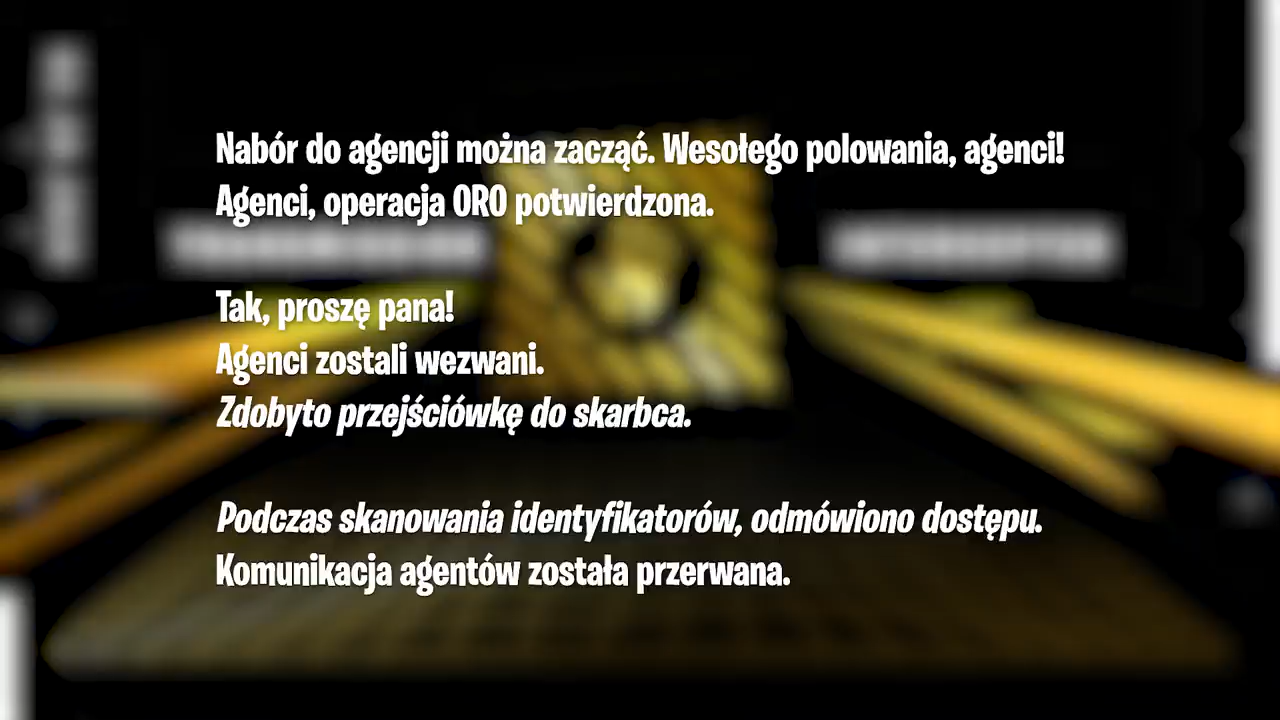 Nabór do agencji można zacząć. Wesołego polowania, agenci!
Agenci, operacja ORO potwierdzona.
Tak, proszę pana!
Agenci zostali wezwani.
Zdobyto przejściówkę do skarbca.
Podczas skanowania identyfikatorów, odmówiono dostępu.
Komunikacja agentów została przerwana.